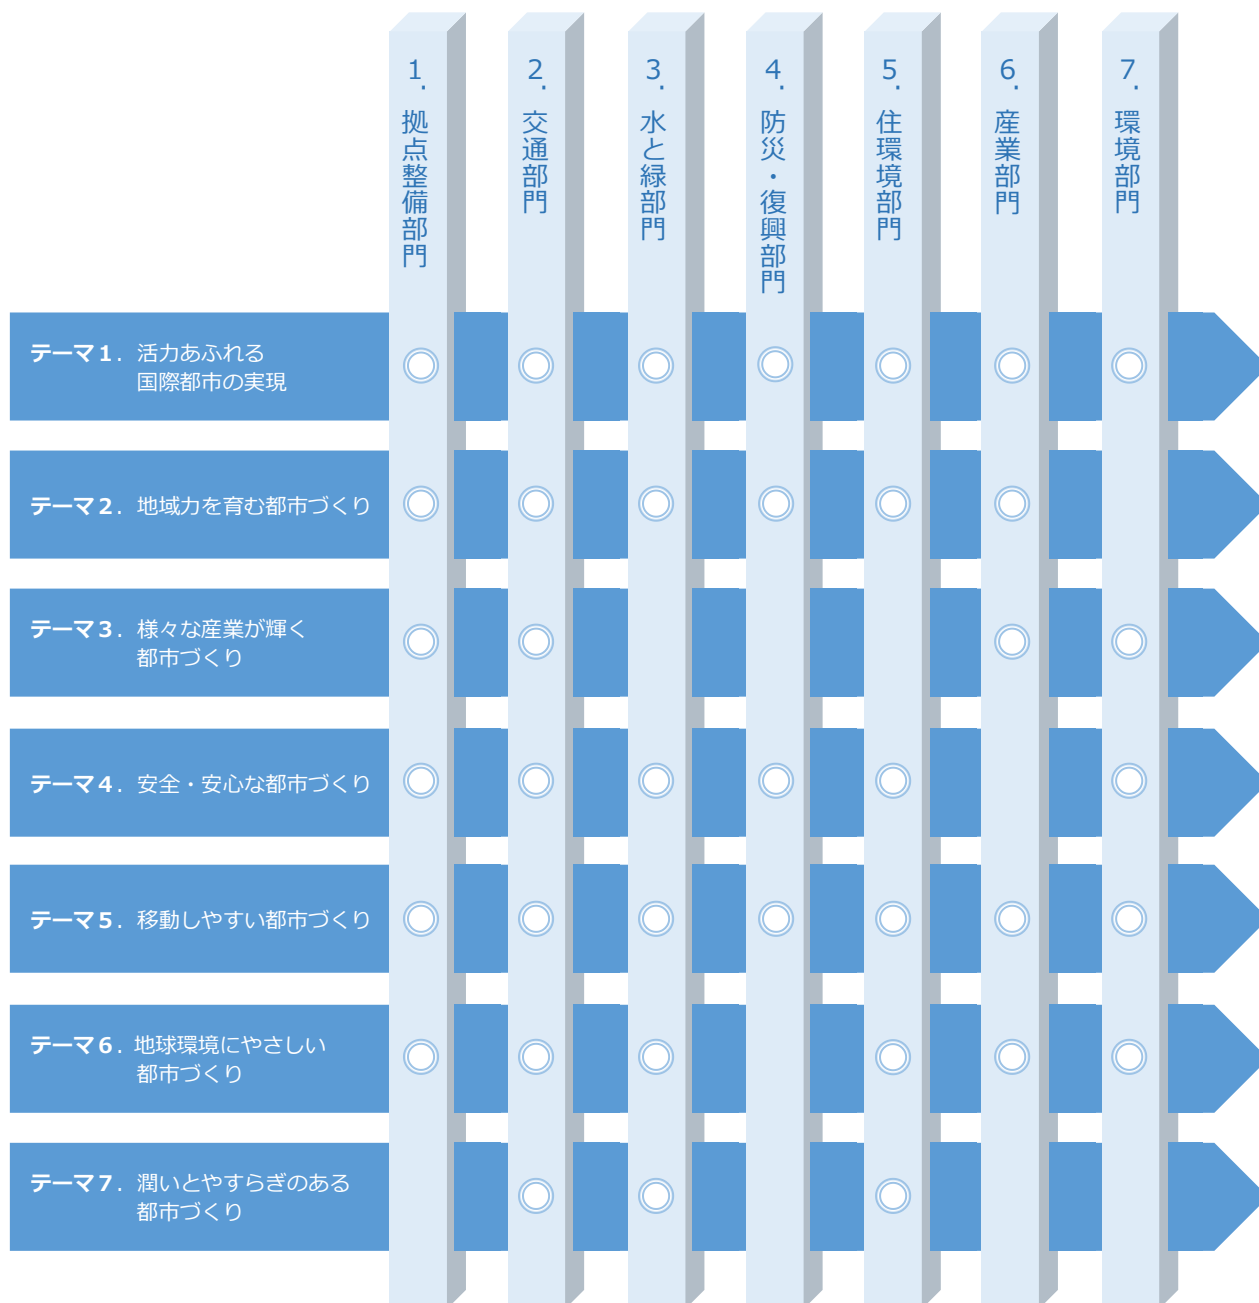 1．拠点整備部門
2．交通部門
3．水と緑部門
4．防災・復興部門
5．住環境部門
6．産業部門
7．環境部門
テーマ１．活力あふれる
国際都市の実現
テーマ２．地域力を育む都市づくり
テーマ３．様々な産業が輝く
都市づくり
テーマ４．安全・安心な都市づくり
テーマ５．移動しやすい都市づくり
テーマ６．地球環境にやさしい
都市づくり
テーマ７．潤いとやすらぎのある
都市づくり